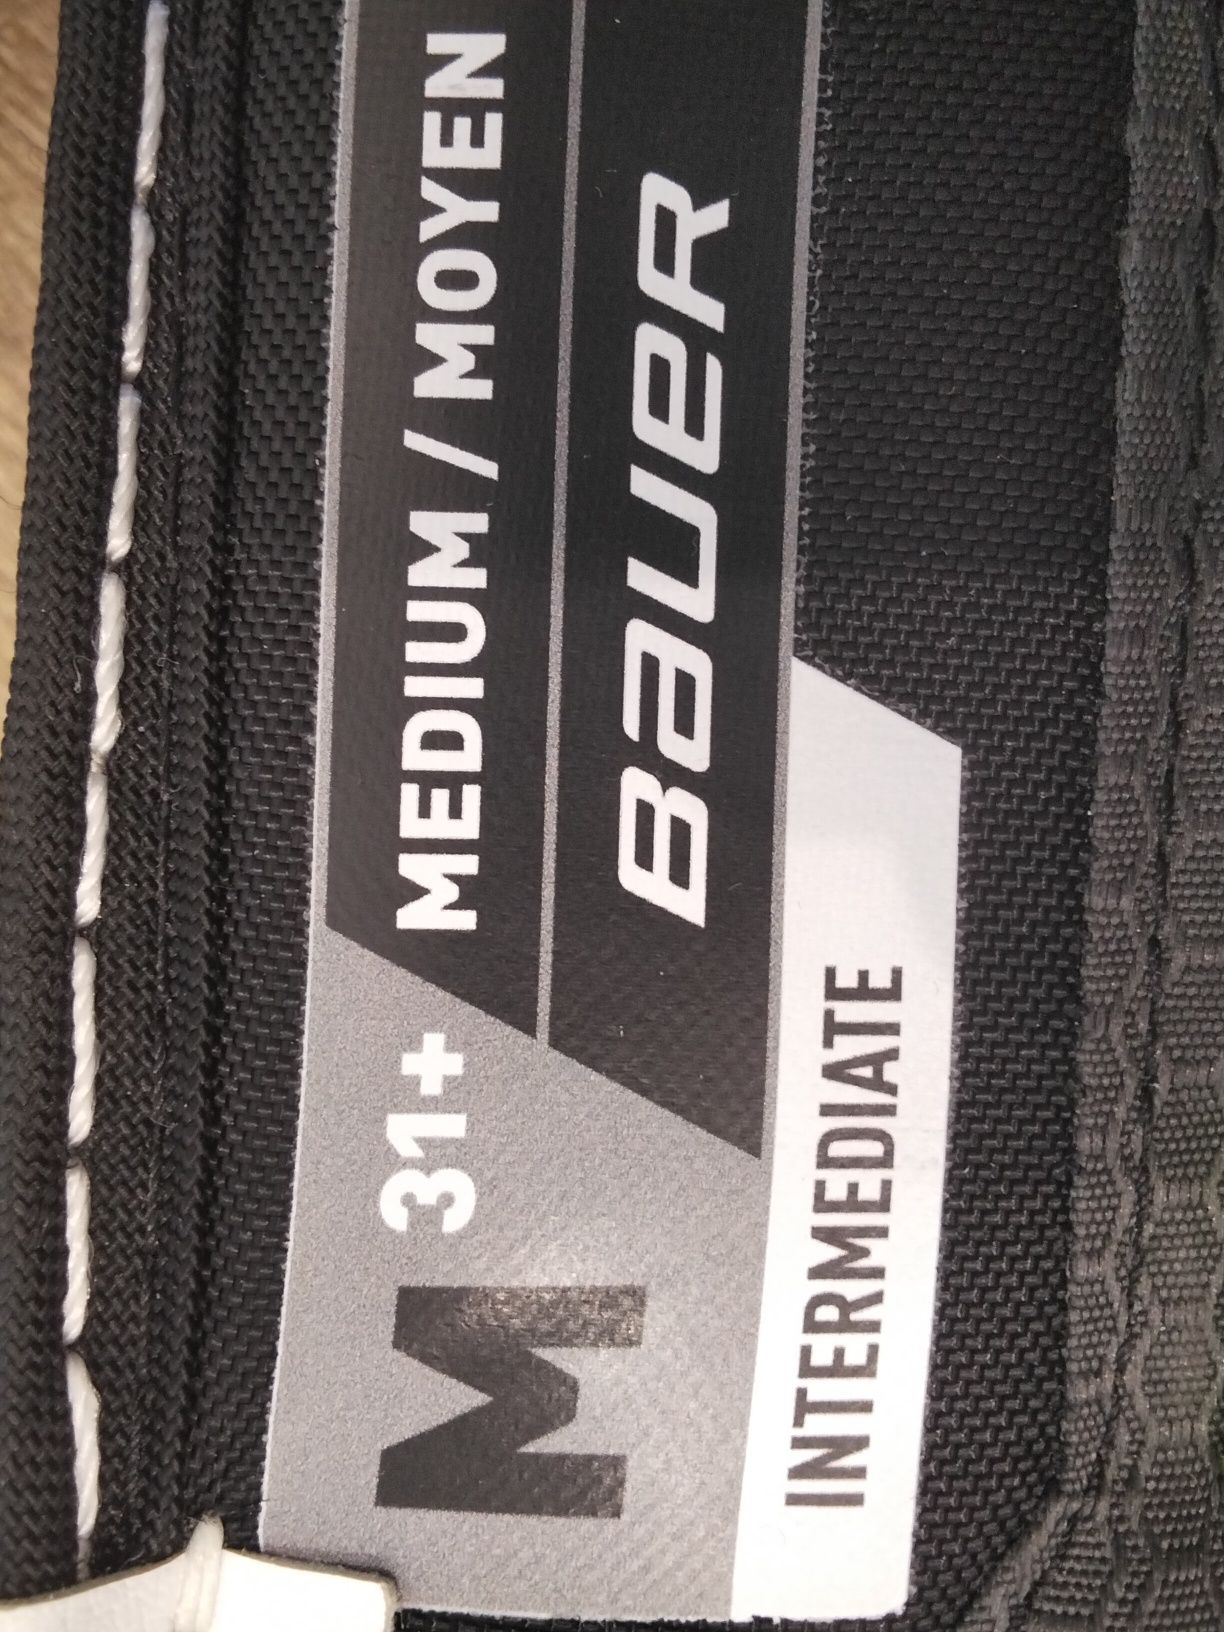 M 31+ MEDIUM / MOYEN
BAUER
INTERMEDIATE